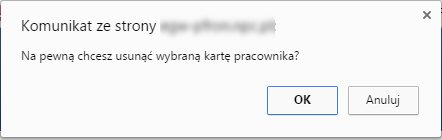 Komunikat ze strony
Na pewną chcesz usunąć wybraną kartę pracownika?
OK
Anuluj